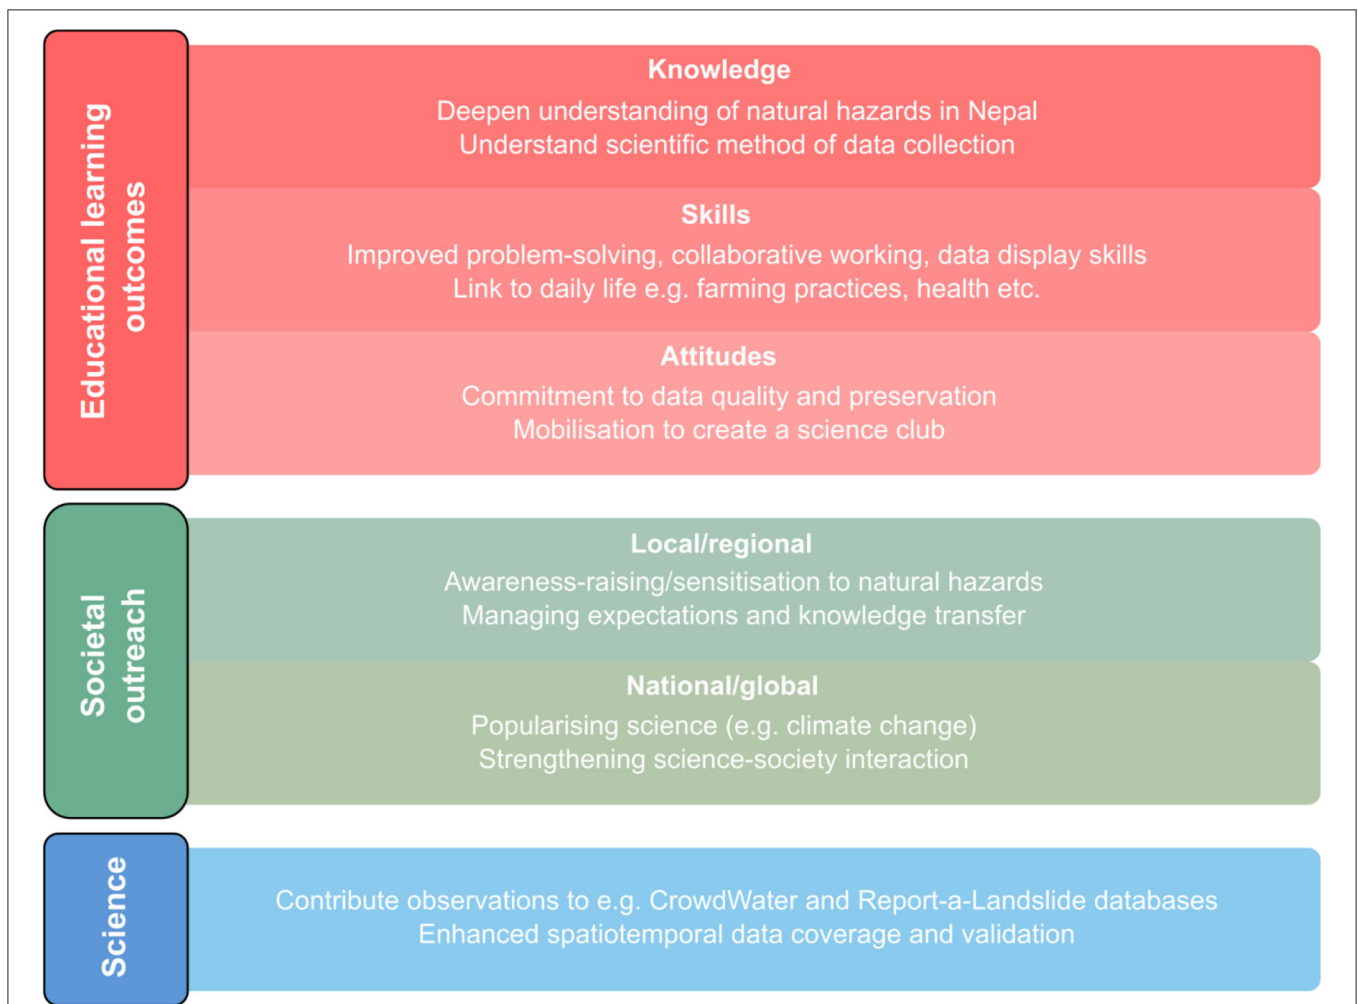 Educational learning
outcomes
Knowledge
Deepen understanding of natural hazards in Nepal
Understand scientific method of data collection
Skills
Improved problem-solving, collaborative working, data display skills
Link to daily life e.g. farming practices, health etc.
Attitudes
Commitment to data quality and preservation
Mobilisation to create a science club
Societal
outreach
Local/regional
Awareness-raising/sensitisation to natural hazards
Managing expectations and knowledge transfer
National/global
Popularising science (e.g. climate change)
Strengthening science-society interaction
Science
Contribute observations to e.g. CrowdWater and Report-a-Landslide databases
Enhanced spatiotemporal data coverage and validation